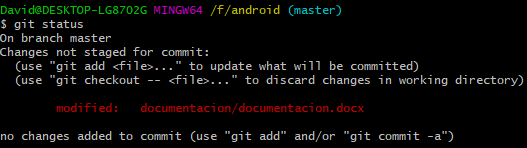 David@DESKTOP-LG87O2G MINGW64 /f/android (master)
$ git status
On branch master
Changes not staged for commit:
  (use "git add <file>..." to update what will be committed)
  (use "git checkout -- <file>..." to discard changes in working directory)

        modified:   documentacion/documentacion.docx

no changes added to commit (use "git add" and/or "git commit -a")